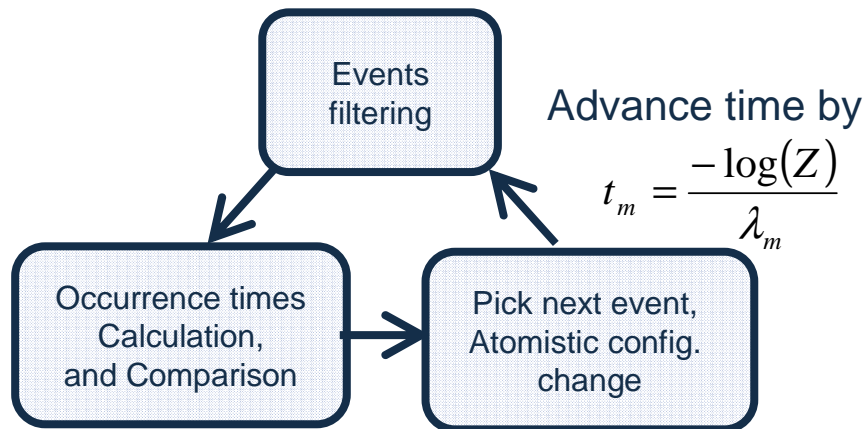 Events
filtering
Advance time by
t_m = −log(Z) / λ_m
Occurrence times
Calculation,
and Comparison
Pick next event,
Atomistic config.
change